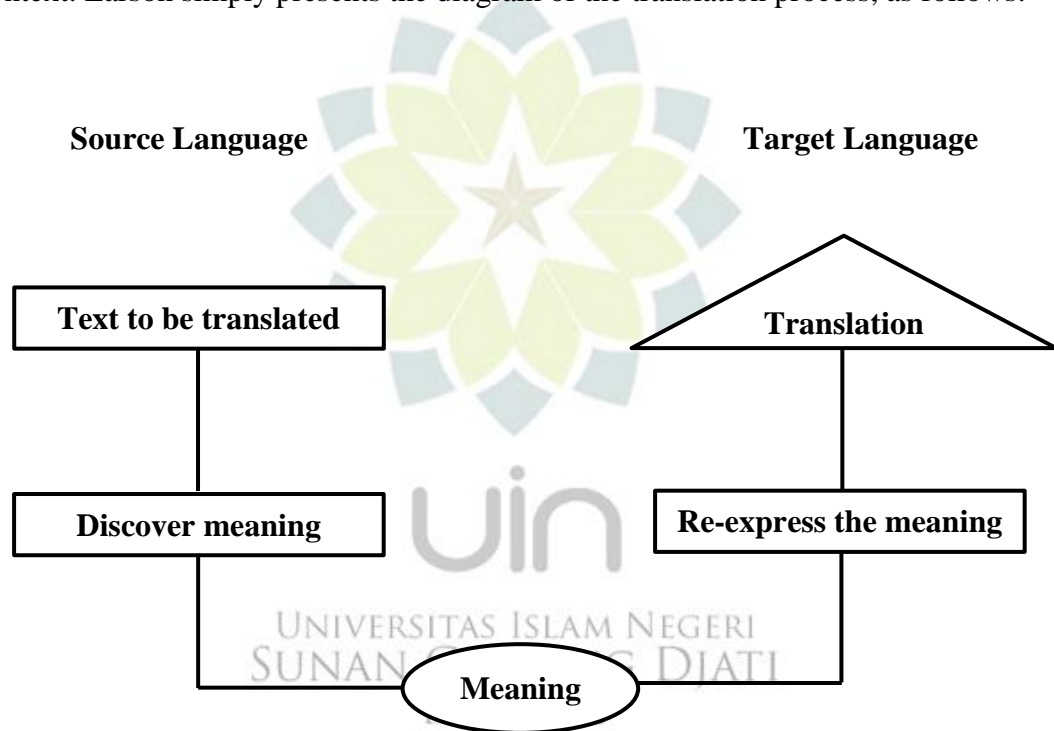 Larson simply presents the diagram of the translation process, as follows:
Source Language
Target Language
Text to be translated
Translation
Discover meaning
Re-express the meaning
Meaning
uin
UNIVERSITAS ISLAM NEGERI
SUNAN G DJATI